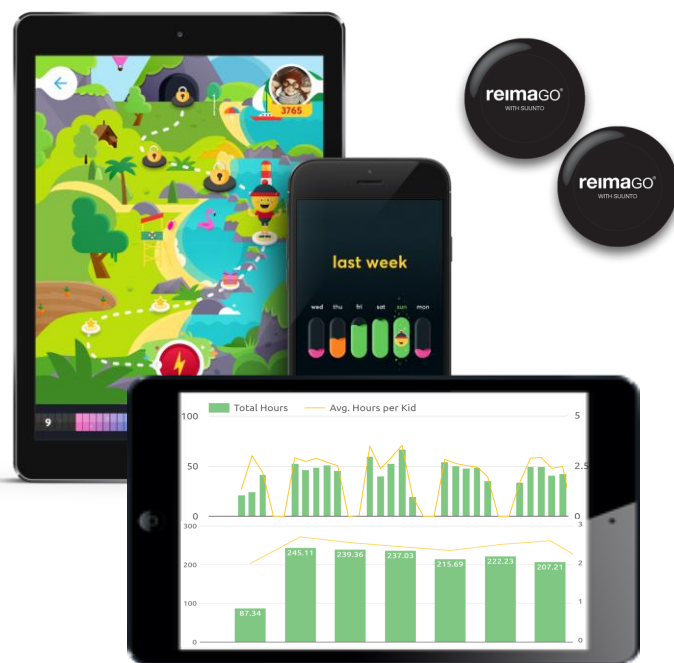 reimaGO®
WITH SUUNTO
reimaGO®
WITH SUUNTO
3765
last week
wed thu fri sat sun mon
9
Total Hours Avg. Hours per Kid
100 5
50 2.5
0 0
300 3
245.11 239.36 237.03 215.69 222.23 207.21
200 2
100 1
87.34
0 0